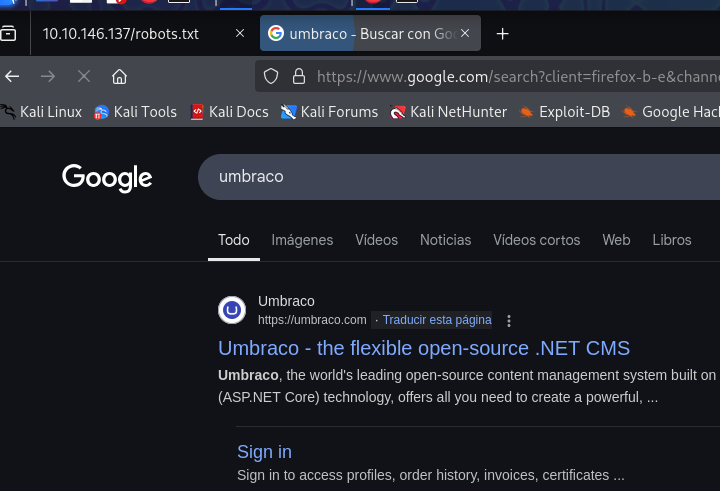 10.10.146.137/robots.txt
umbraco - Buscar con Goo
https://www.google.com/search?client=firefox-b-e&channe
Kali Linux Kali Tools Kali Docs Kali Forums Kali NetHunter Exploit-DB Google Hac
Google
umbraco
Todo Imágenes Vídeos Noticias Vídeos cortos Web Libros
Umbraco
https://umbraco.com · Traducir esta página
Umbraco - the flexible open-source .NET CMS
Umbraco, the world's leading open-source content management system built on
(ASP.NET Core) technology, offers all you need to create a powerful, ...
Sign in
Sign in to access profiles, order history, invoices, certificates ...